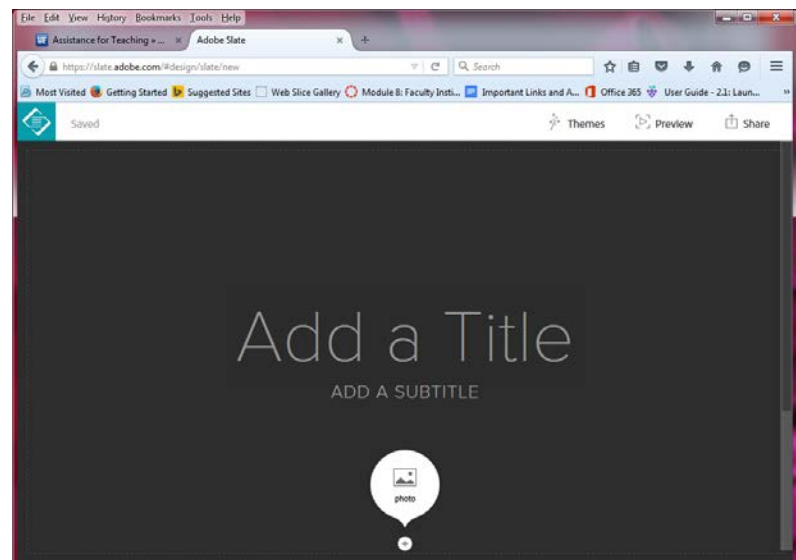 File Edit View History Bookmarks Tools Help
Assistance for Teaching » ... × Adobe Slate × +
https://slate.adobe.com/#design/slate/new Search
Most Visited Getting Started Suggested Sites Web Slice Gallery Module 8: Faculty Insti... Important Links and A... Office 365 User Guide - 2.1: Laun... »
Saved Themes Preview Share
Add a Title
ADD A SUBTITLE
photo
+